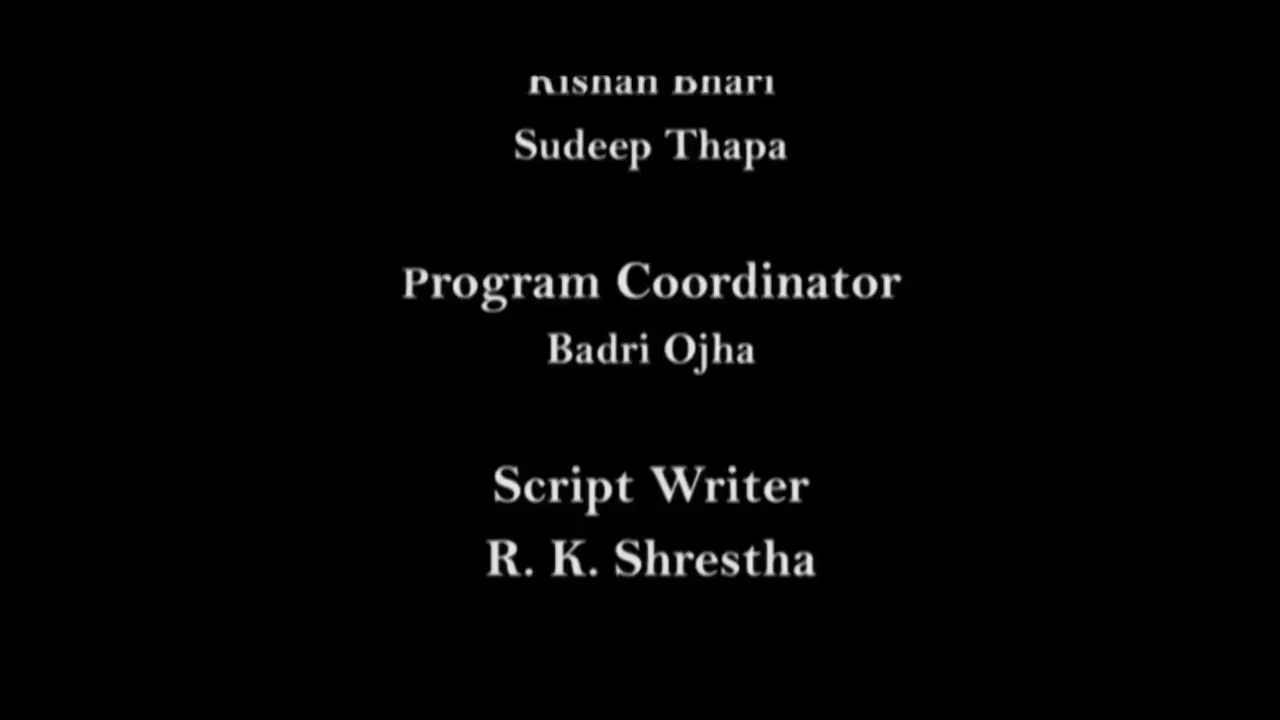 Sudeep Thapa
Program Coordinator
Badri Ojha
Script Writer
R. K. Shrestha